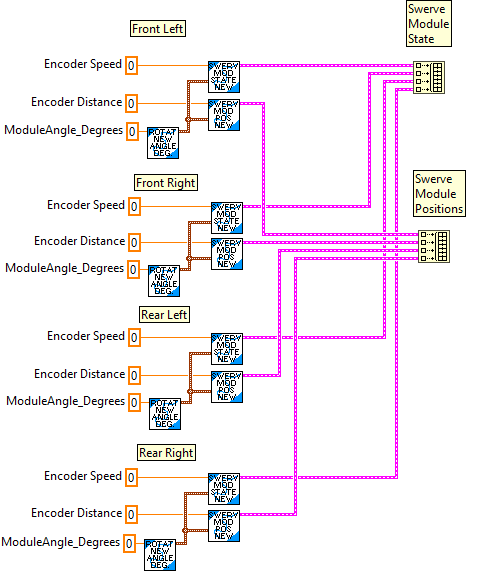 Front Left
Swerve
Module
State
Encoder Speed
0
SWERV
MOD
STATE
NEW
Encoder Distance
0
SWERV
MOD
POS
NEW
ModuleAngle_Degrees
0
ROTAT
NEW
ANGLE
DEG
Swerve
Module
Positions
Front Right
Encoder Speed
0
SWERV
MOD
STATE
NEW
Encoder Distance
0
SWERV
MOD
POS
NEW
ModuleAngle_Degrees
0
ROTAT
NEW
ANGLE
DEG
Rear Left
Encoder Speed
0
SWERV
MOD
STATE
NEW
Encoder Distance
0
SWERV
MOD
POS
NEW
ModuleAngle_Degrees
0
ROTAT
NEW
ANGLE
DEG
Rear Right
Encoder Speed
0
SWERV
MOD
STATE
NEW
Encoder Distance
0
SWERV
MOD
POS
NEW
ModuleAngle_Degrees
0
ROTAT
NEW
ANGLE
DEG